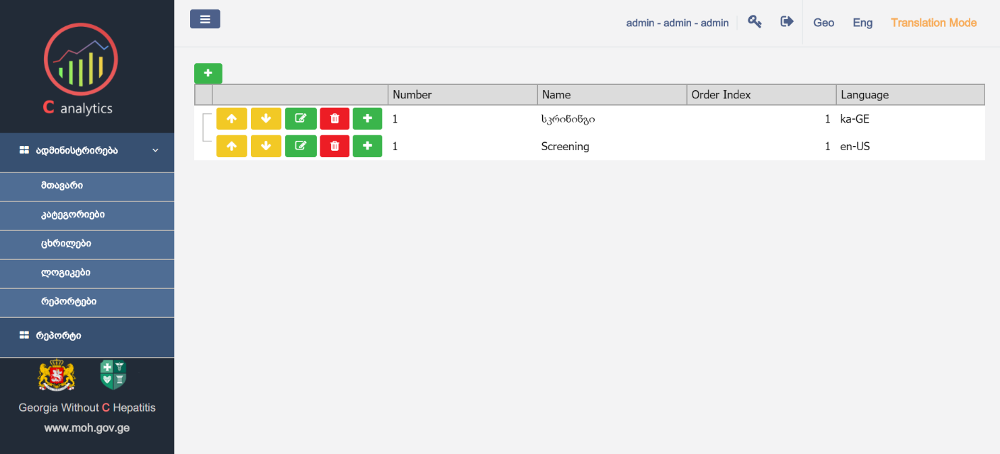 admin - admin - admin
Geo
Eng
Translation Mode
C analytics
ადმინისტრირება
მთავარი
კატეგორიები
ცხრილები
ლოგიკები
რეპორტები
რეპორტი
Georgia Without C Hepatitis
www.moh.gov.ge
Number Name Order Index Language
1 სკრინინგი 1 ka-GE
1 Screening 1 en-US